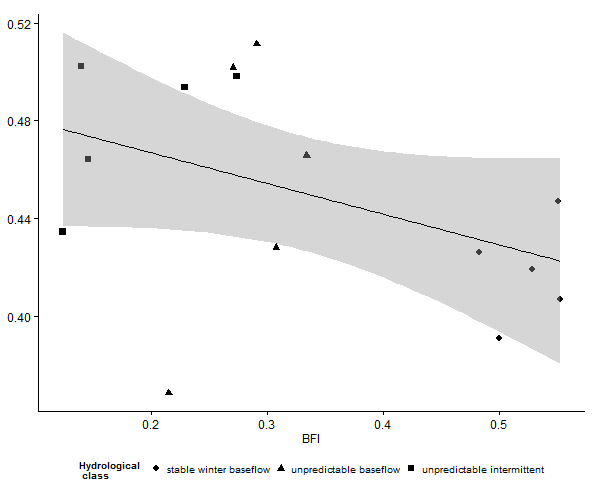 0.52
0.48
0.44
0.40
0.2 0.3 0.4 0.5
BFI
Hydrological class stable winter baseflow unpredictable baseflow unpredictable intermittent